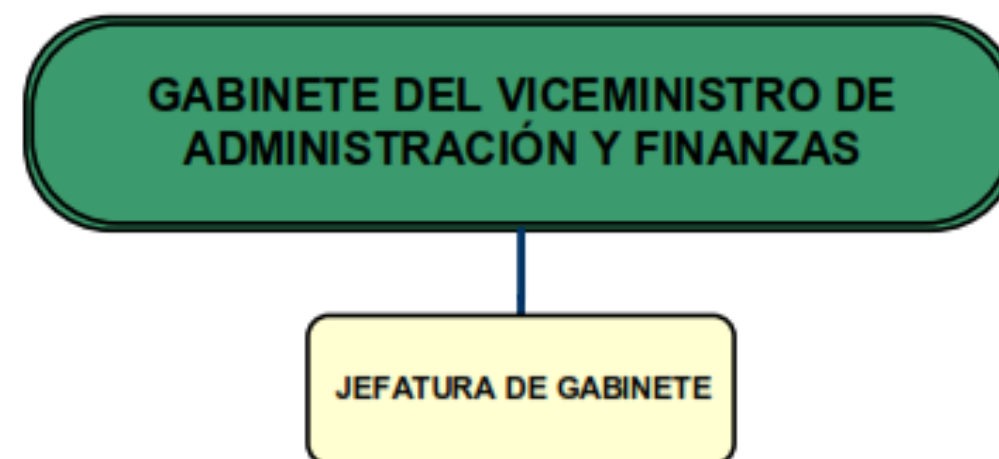 GABINETE DEL VICEMINISTRO DE
ADMINISTRACIÓN Y FINANZAS
JEFATURA DE GABINETE